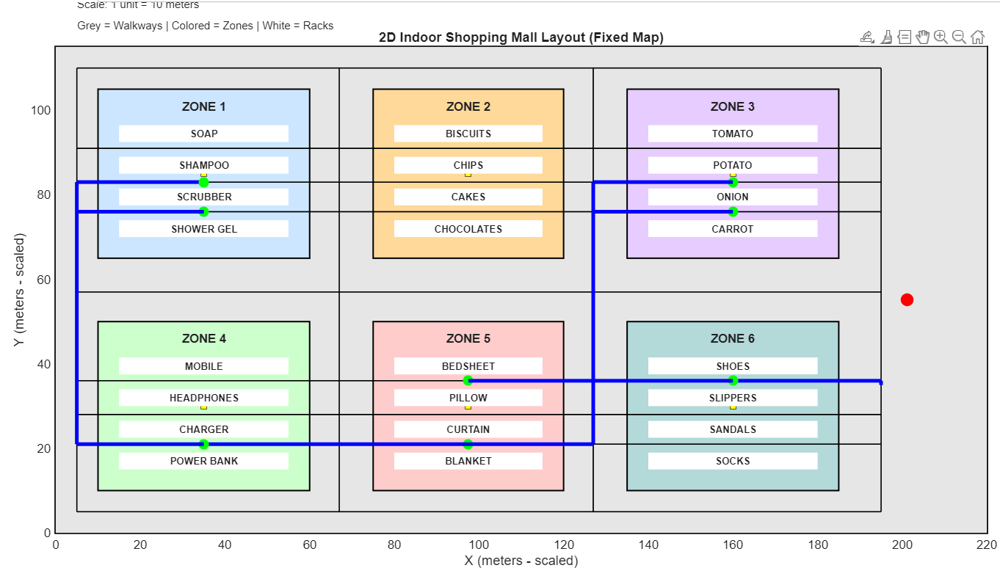 Scale: 1 unit = 10 meters
Grey = Walkways | Colored = Zones | White = Racks
2D Indoor Shopping Mall Layout (Fixed Map)
ZONE 1
SOAP
SHAMPOO
SCRUBBER
SHOWER GEL
ZONE 2
BISCUITS
CHIPS
CAKES
CHOCOLATES
ZONE 3
TOMATO
POTATO
ONION
CARROT
ZONE 4
MOBILE
HEADPHONES
CHARGER
POWER BANK
ZONE 5
BEDSHEET
PILLOW
CURTAIN
BLANKET
ZONE 6
SHOES
SLIPPERS
SANDALS
SOCKS
Y (meters - scaled)
100
80
60
40
20
0
0 20 40 60 80 100 120 140 160 180 200 220
X (meters - scaled)